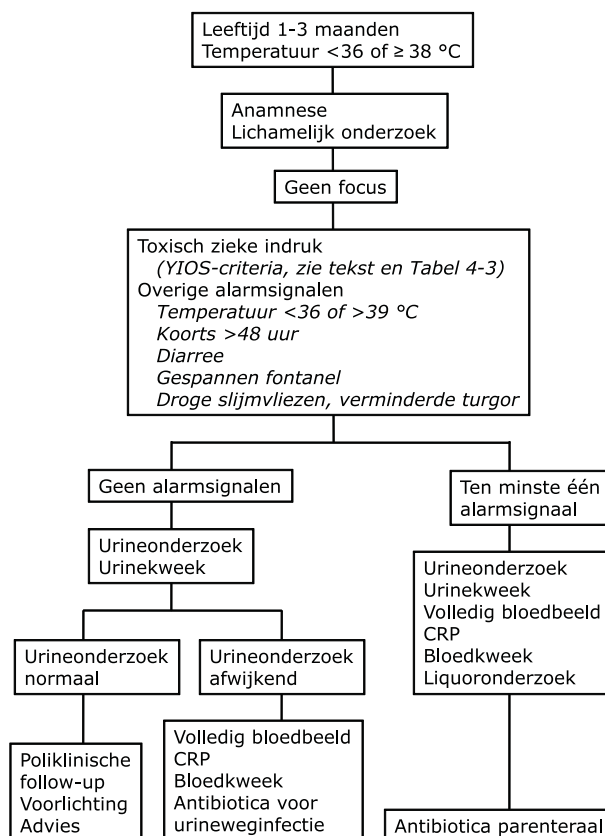 Leeftijd 1-3 maanden
Temperatuur <36 of ≥ 38 °C
Anamnese
Lichamelijk onderzoek
Geen focus
Toxisch zieke indruk
(YIOS-criteria, zie tekst en Tabel 4-3)
Overige alarmsignalen
Temperatuur <36 of >39 °C
Koorts >48 uur
Diarree
Gespannen fontanel
Droge slijmvliezen, verminderde turgor
Geen alarmsignalen
Urineonderzoek
Urinekweek
Urineonderzoek
normaal
Poliklinische
follow-up
Voorlichting
Advies
Urineonderzoek
afwijkend
Volledig bloedbeeld
CRP
Bloedkweek
Antibiotica voor
urineweginfectie
Ten minste één
alarmsignaal
Urineonderzoek
Urinekweek
Volledig bloedbeeld
CRP
Bloedkweek
Liquoronderzoek
Antibiotica parenteraal